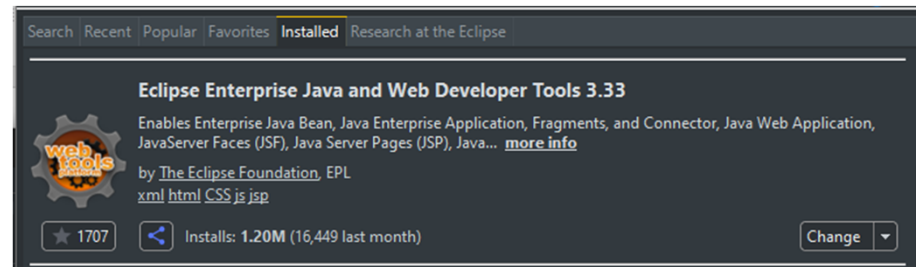 Search Recent Popular Favorites Installed Research at the Eclipse
Eclipse Enterprise Java and Web Developer Tools 3.33
Enables Enterprise Java Bean, Java Enterprise Application, Fragments, and Connector, Java Web Application,
JavaServer Faces (JSF), Java Server Pages (JSP), Java... more info
web
tools
platform
by The Eclipse Foundation, EPL
xml html CSS js jsp
1707 Installs: 1.20M (16,449 last month) Change